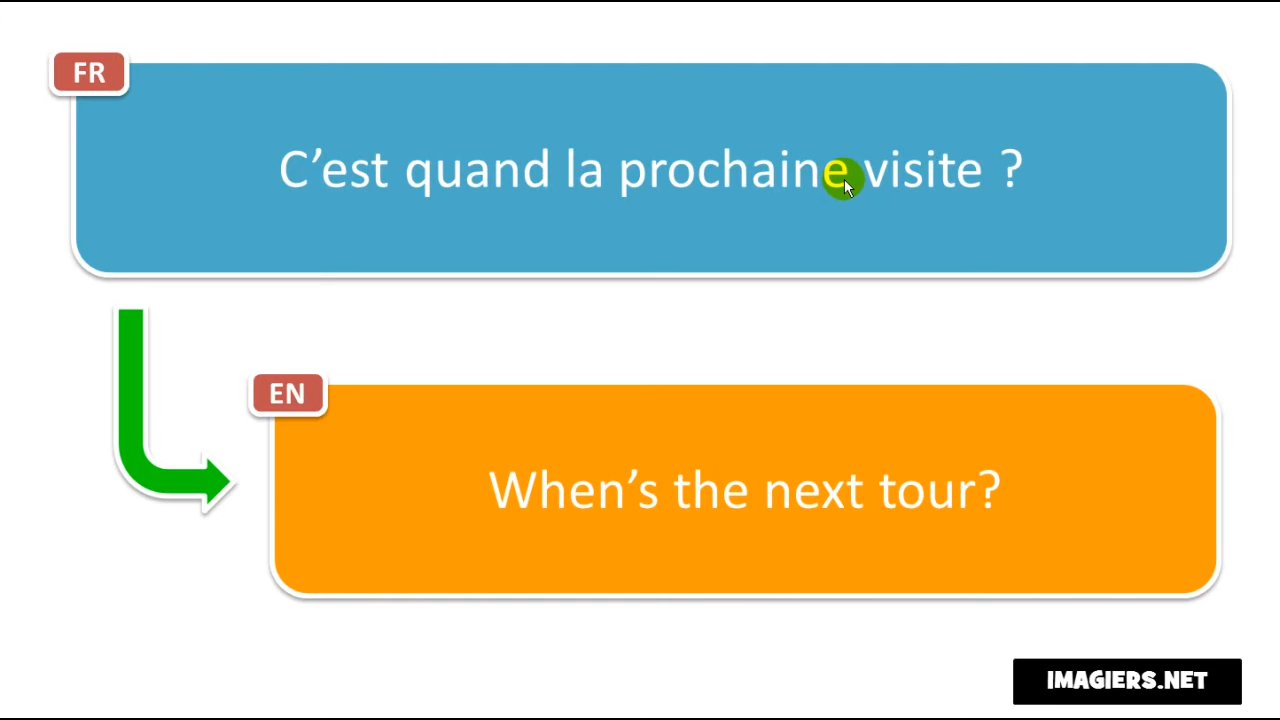 FR
C’est quand la prochaine visite ?
EN
When’s the next tour?
IMAGIERS.NET